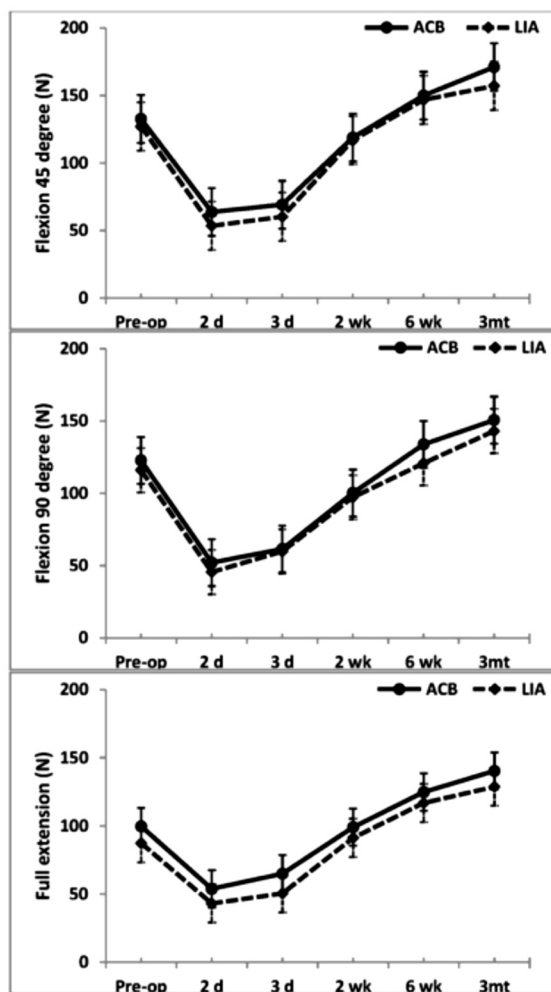 ACB LIA
Flexion 45 degree (N)
200
150
100
50
0
Pre-op 2 d 3 d 2 wk 6 wk 3mt
ACB LIA
Flexion 90 degree (N)
200
150
100
50
0
Pre-op 2 d 3 d 2 wk 6 wk 3mt
ACB LIA
Full extension (N)
200
150
100
50
0
Pre-op 2 d 3 d 2 wk 6 wk 3mt